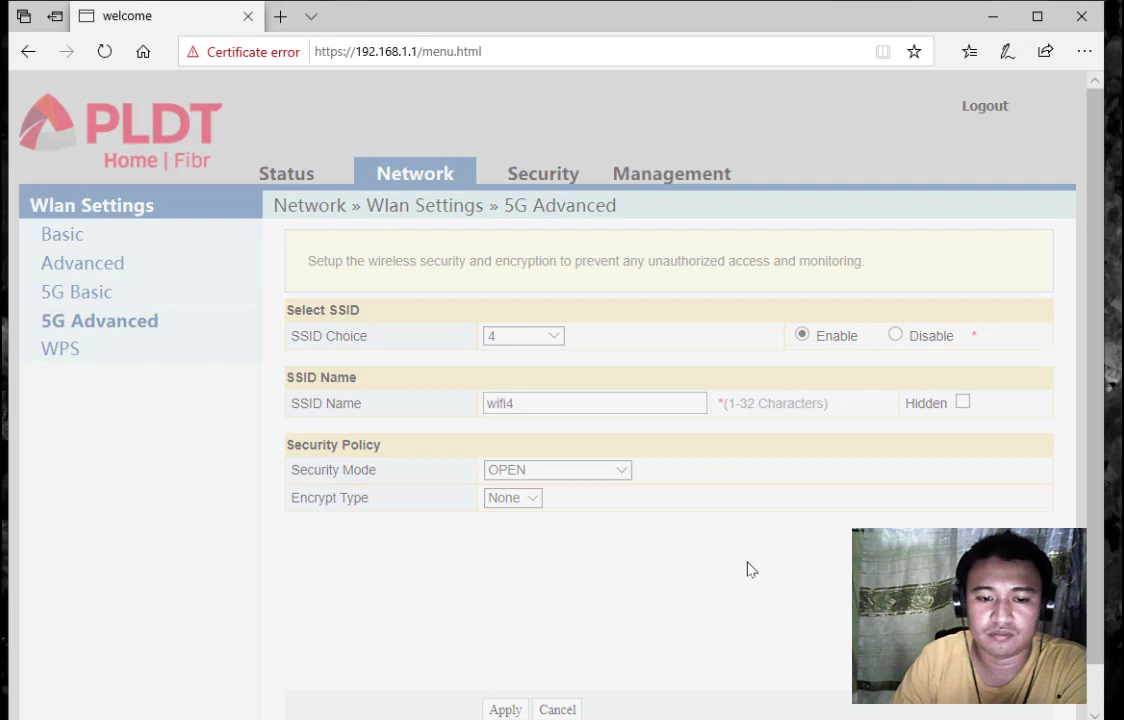 welcome
Certificate error https://192.168.1.1/menu.html
PLDT
Home | Fibr
Logout
Status Network Security Management
Wlan Settings
Network » Wlan Settings » 5G Advanced
Basic
Advanced
5G Basic
5G Advanced
WPS
Setup the wireless security and encryption to prevent any unauthorized access and monitoring.
Select SSID
SSID Choice 4 Enable Disable *
SSID Name
SSID Name wifi4 *(1-32 Characters) Hidden
Security Policy
Security Mode OPEN
Encrypt Type None
Apply Cancel